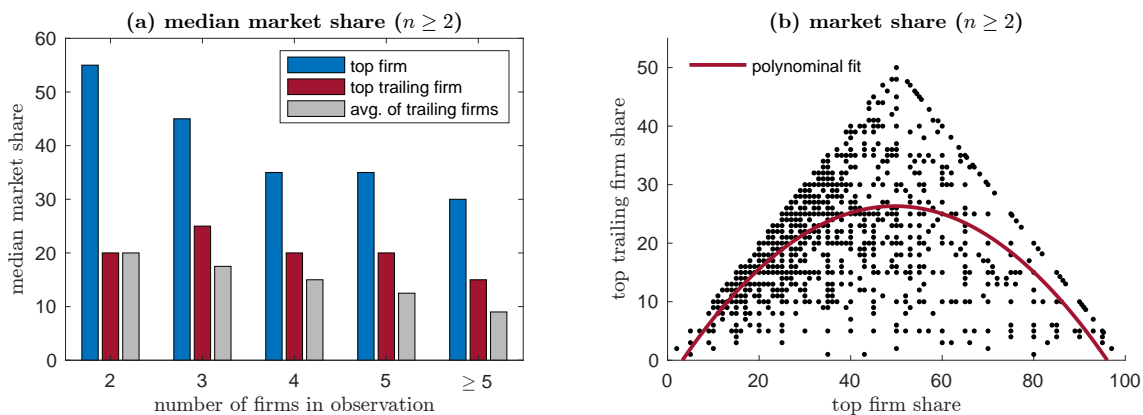 (a) median market share (n ≥ 2)
60
50
40
30
20
10
0
median market share
top firm
top trailing firm
avg. of trailing firms
2 3 4 5 ≥ 5
number of firms in observation
(b) market share (n ≥ 2)
50
40
30
20
10
0
top trailing firm share
polynominal fit
0 20 40 60 80 100
top firm share